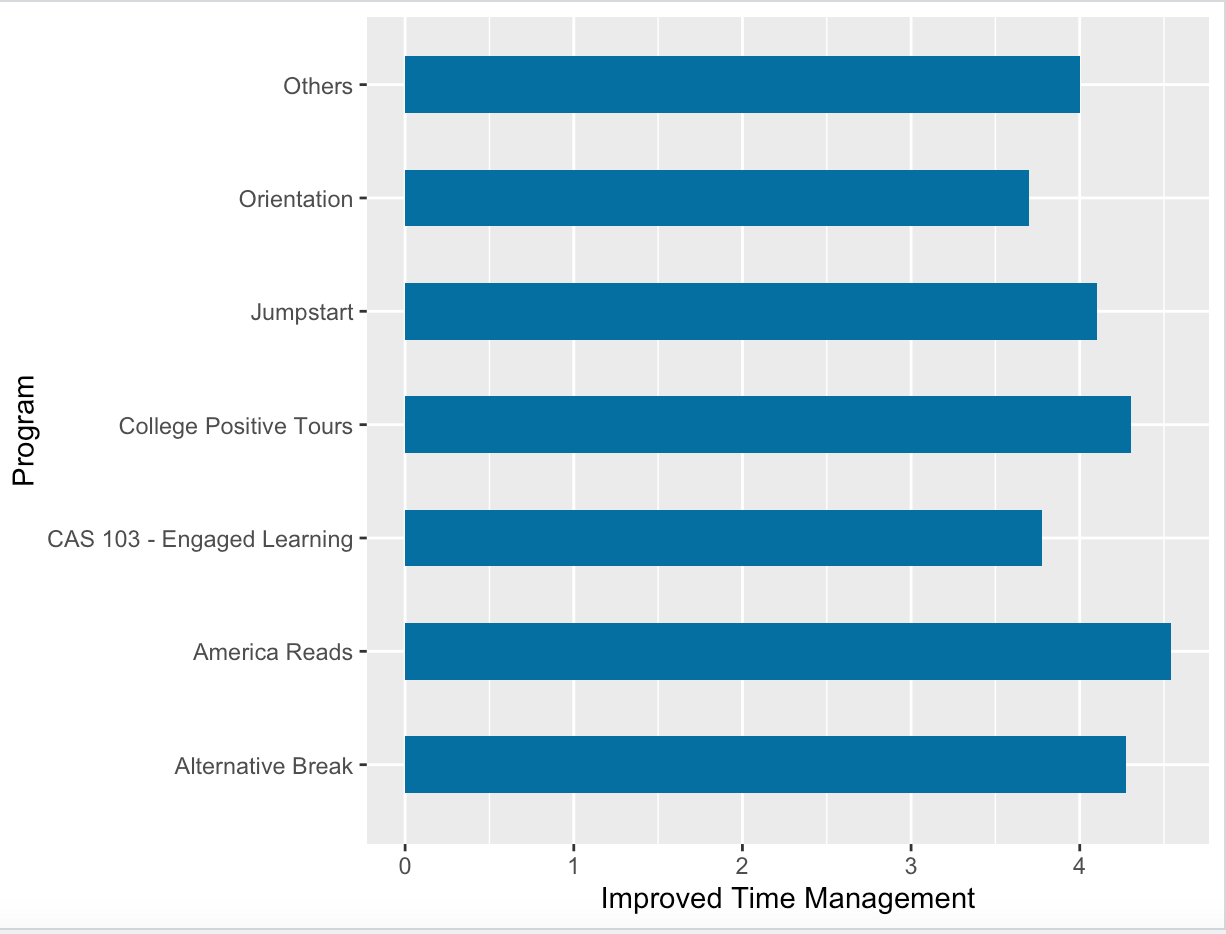 Others
Orientation
Jumpstart
College Positive Tours
CAS 103 - Engaged Learning
America Reads
Alternative Break
Program
0 1 2 3 4
Improved Time Management